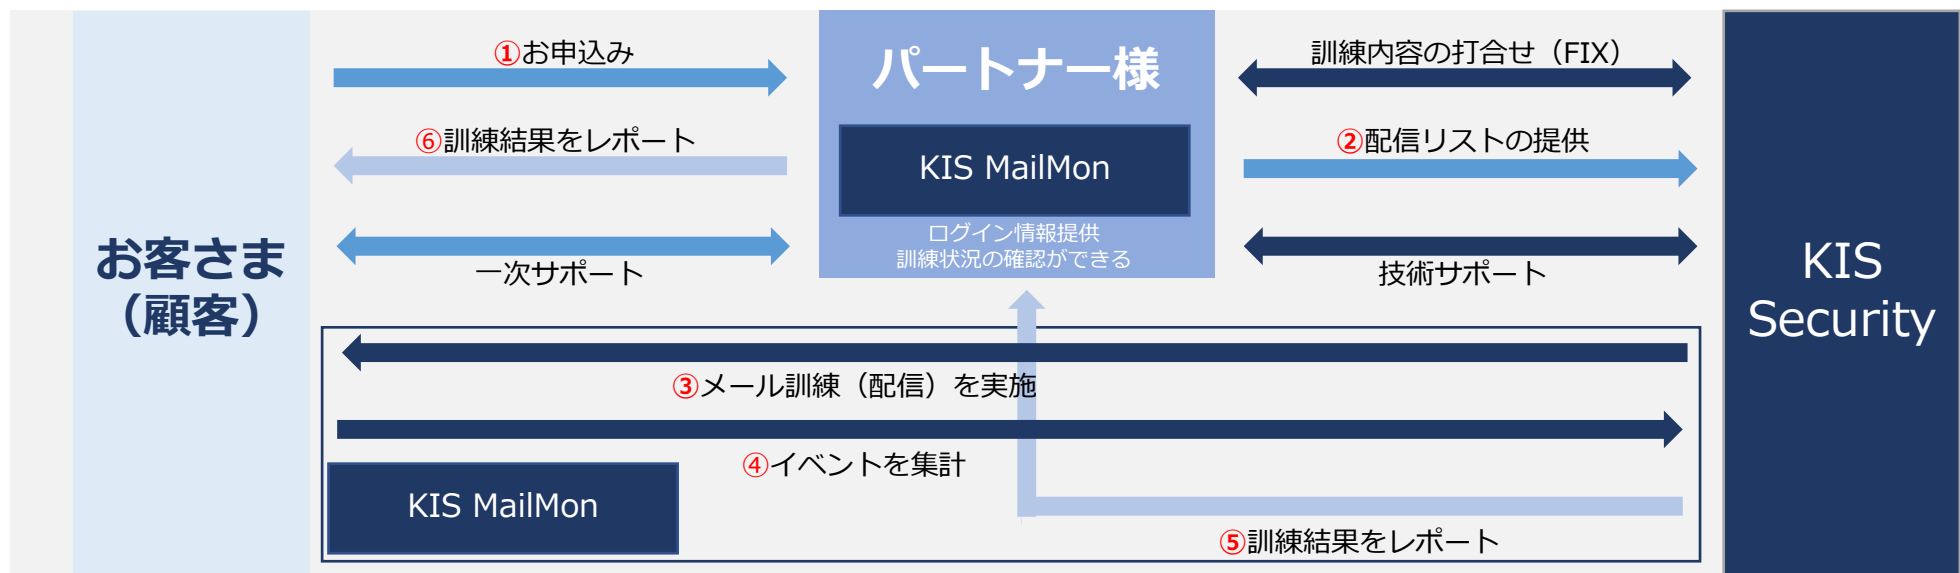 ①お申込み
パートナー様
訓練内容の打合せ（FIX）
⑥訓練結果をレポート
KIS MailMon
②配信リストの提供
ログイン情報提供
訓練状況の確認ができる
お客さま
（顧客）
一次サポート
技術サポート
KIS
Security
③メール訓練（配信）を実施
④イベントを集計
KIS MailMon
⑤訓練結果をレポート